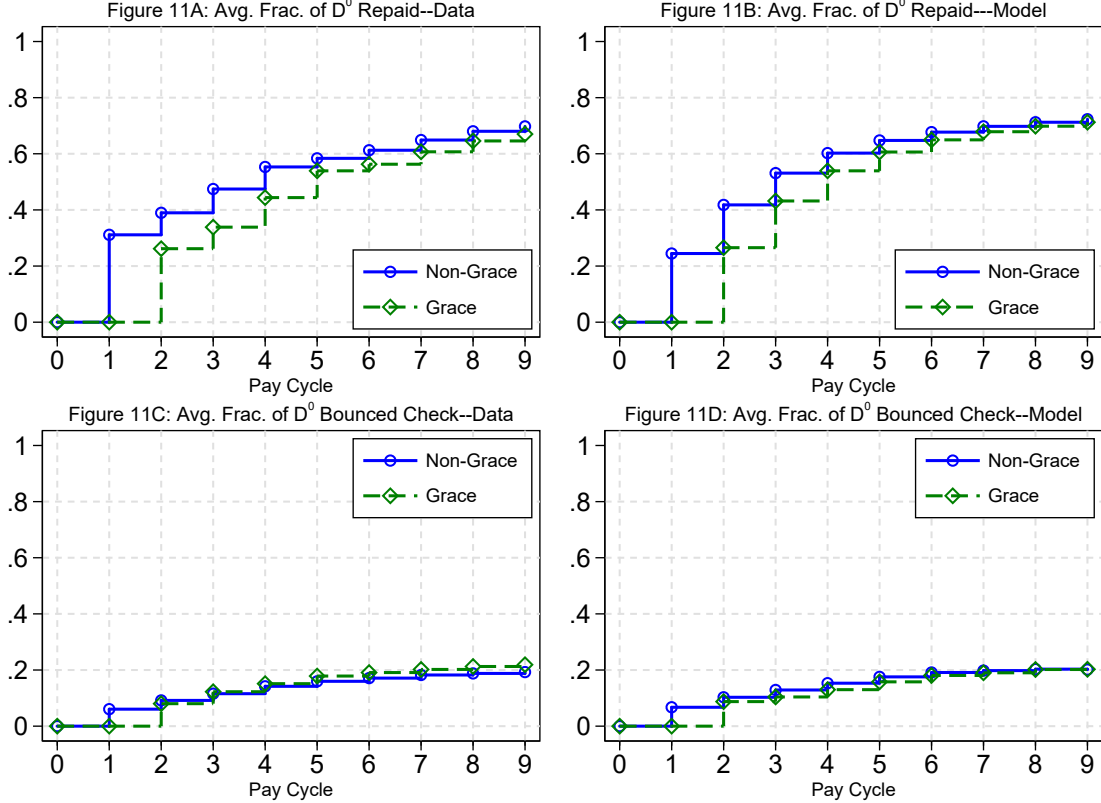 Figure 11A: Avg. Frac. of D⁰ Repaid--Data
1
.8
.6
.4
.2
0
Non-Grace
Grace
0 1 2 3 4 5 6 7 8 9
Pay Cycle
Figure 11B: Avg. Frac. of D⁰ Repaid---Model
1
.8
.6
.4
.2
0
Non-Grace
Grace
0 1 2 3 4 5 6 7 8 9
Pay Cycle
Figure 11C: Avg. Frac. of D⁰ Bounced Check--Data
1
.8
.6
.4
.2
0
Non-Grace
Grace
0 1 2 3 4 5 6 7 8 9
Pay Cycle
Figure 11D: Avg. Frac. of D⁰ Bounced Check--Model
1
.8
.6
.4
.2
0
Non-Grace
Grace
0 1 2 3 4 5 6 7 8 9
Pay Cycle